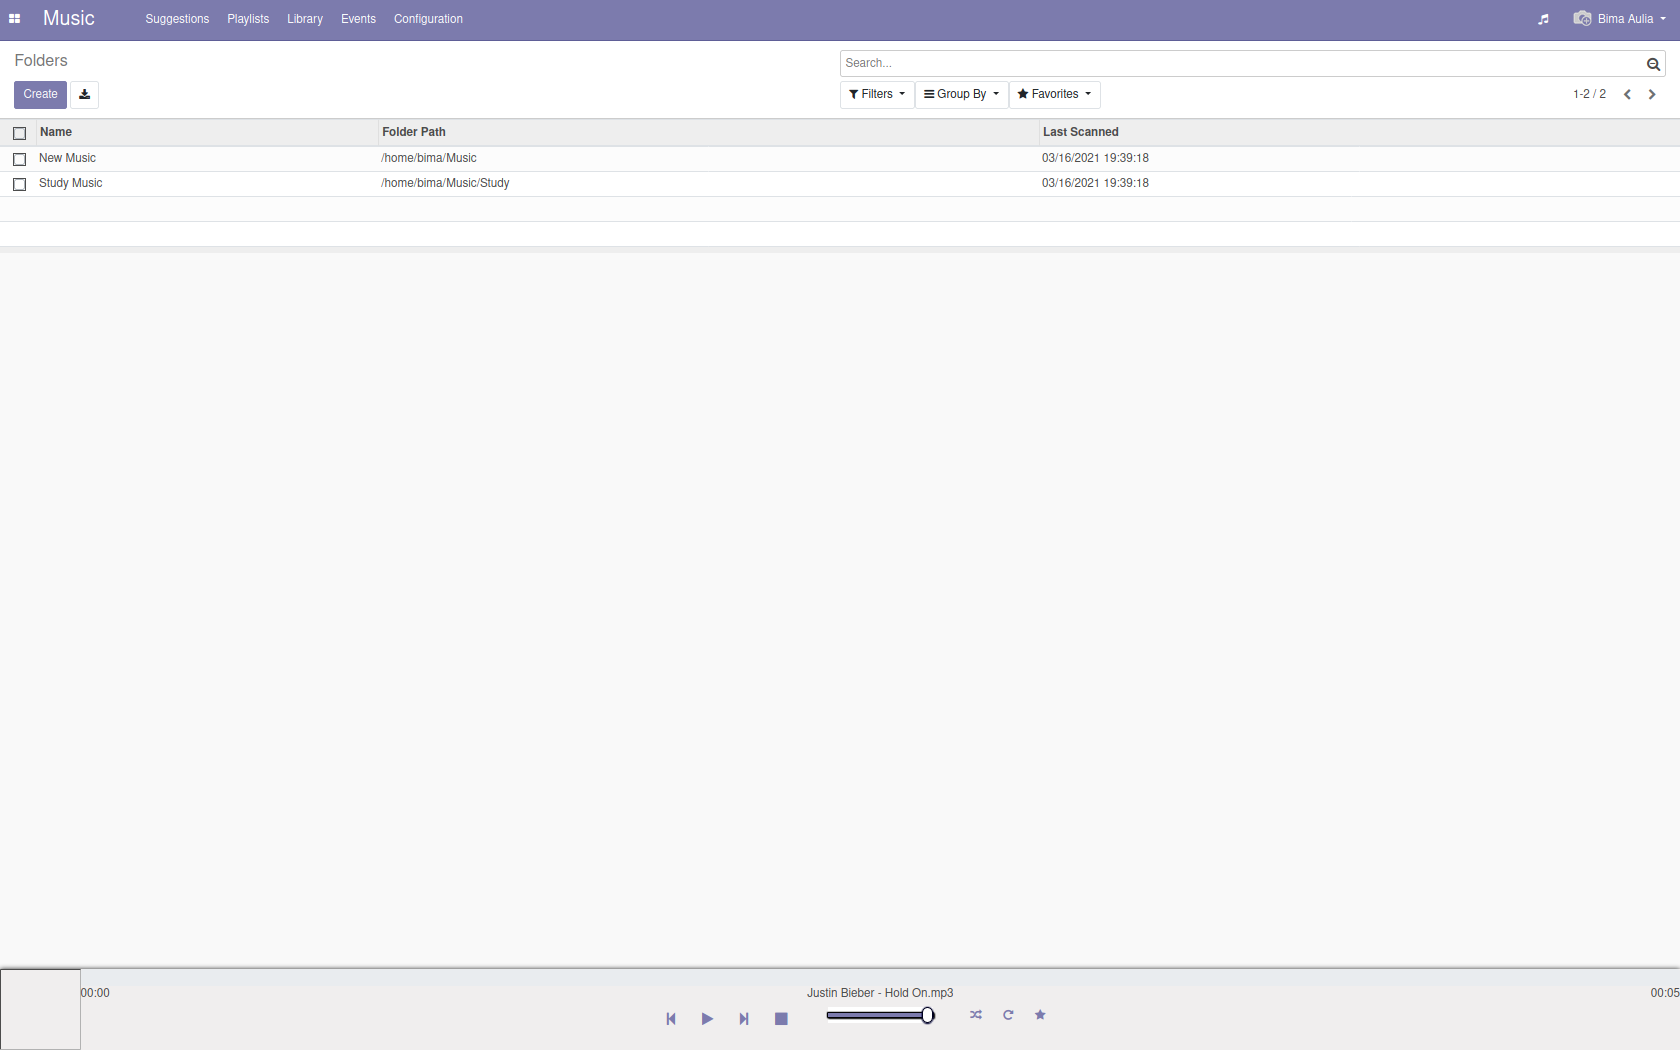 Music Suggestions Playlists Library Events Configuration Bima Aulia
Folders
Search...
Create Filters Group By Favorites 1-2 / 2
Name Folder Path Last Scanned
New Music /home/bima/Music 03/16/2021 19:39:18
Study Music /home/bima/Music/Study 03/16/2021 19:39:18
00:00 Justin Bieber - Hold On.mp3 00:05